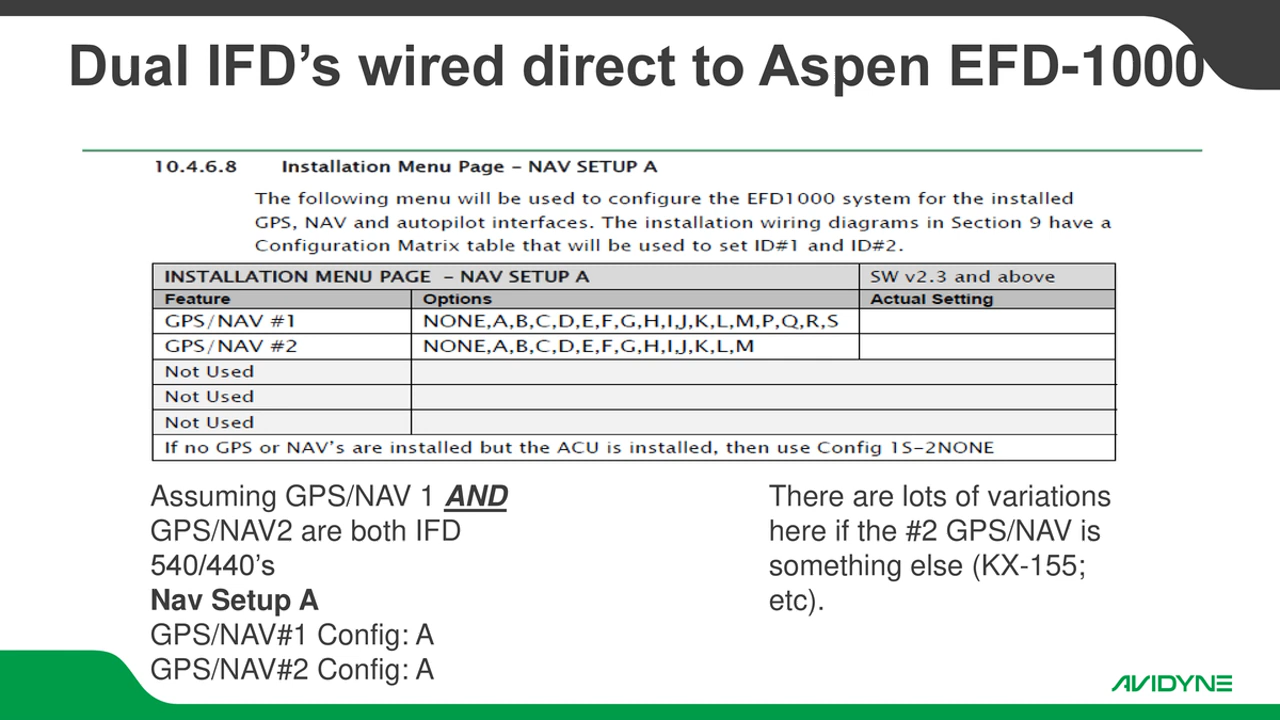 Dual IFD’s wired direct to Aspen EFD-1000
10.4.6.8 Installation Menu Page – NAV SETUP A
The following menu will be used to configure the EFD1000 system for the installed
GPS, NAV and autopilot interfaces. The installation wiring diagrams in Section 9 have a
Configuration Matrix table that will be used to set ID#1 and ID#2.
INSTALLATION MENU PAGE – NAV SETUP A SW v2.3 and above
Feature Options Actual Setting
GPS/NAV #1 NONE,A,B,C,D,E,F,G,H,I,J,K,L,M,P,Q,R,S
GPS/NAV #2 NONE,A,B,C,D,E,F,G,H,I,J,K,L,M
Not Used
Not Used
Not Used
If no GPS or NAV’s are installed but the ACU is installed, then use Config 1S-2NONE
Assuming GPS/NAV 1 AND
GPS/NAV2 are both IFD
540/440’s
Nav Setup A
GPS/NAV#1 Config: A
GPS/NAV#2 Config: A
There are lots of variations
here if the #2 GPS/NAV is
something else (KX-155;
etc).
AVIDYNE